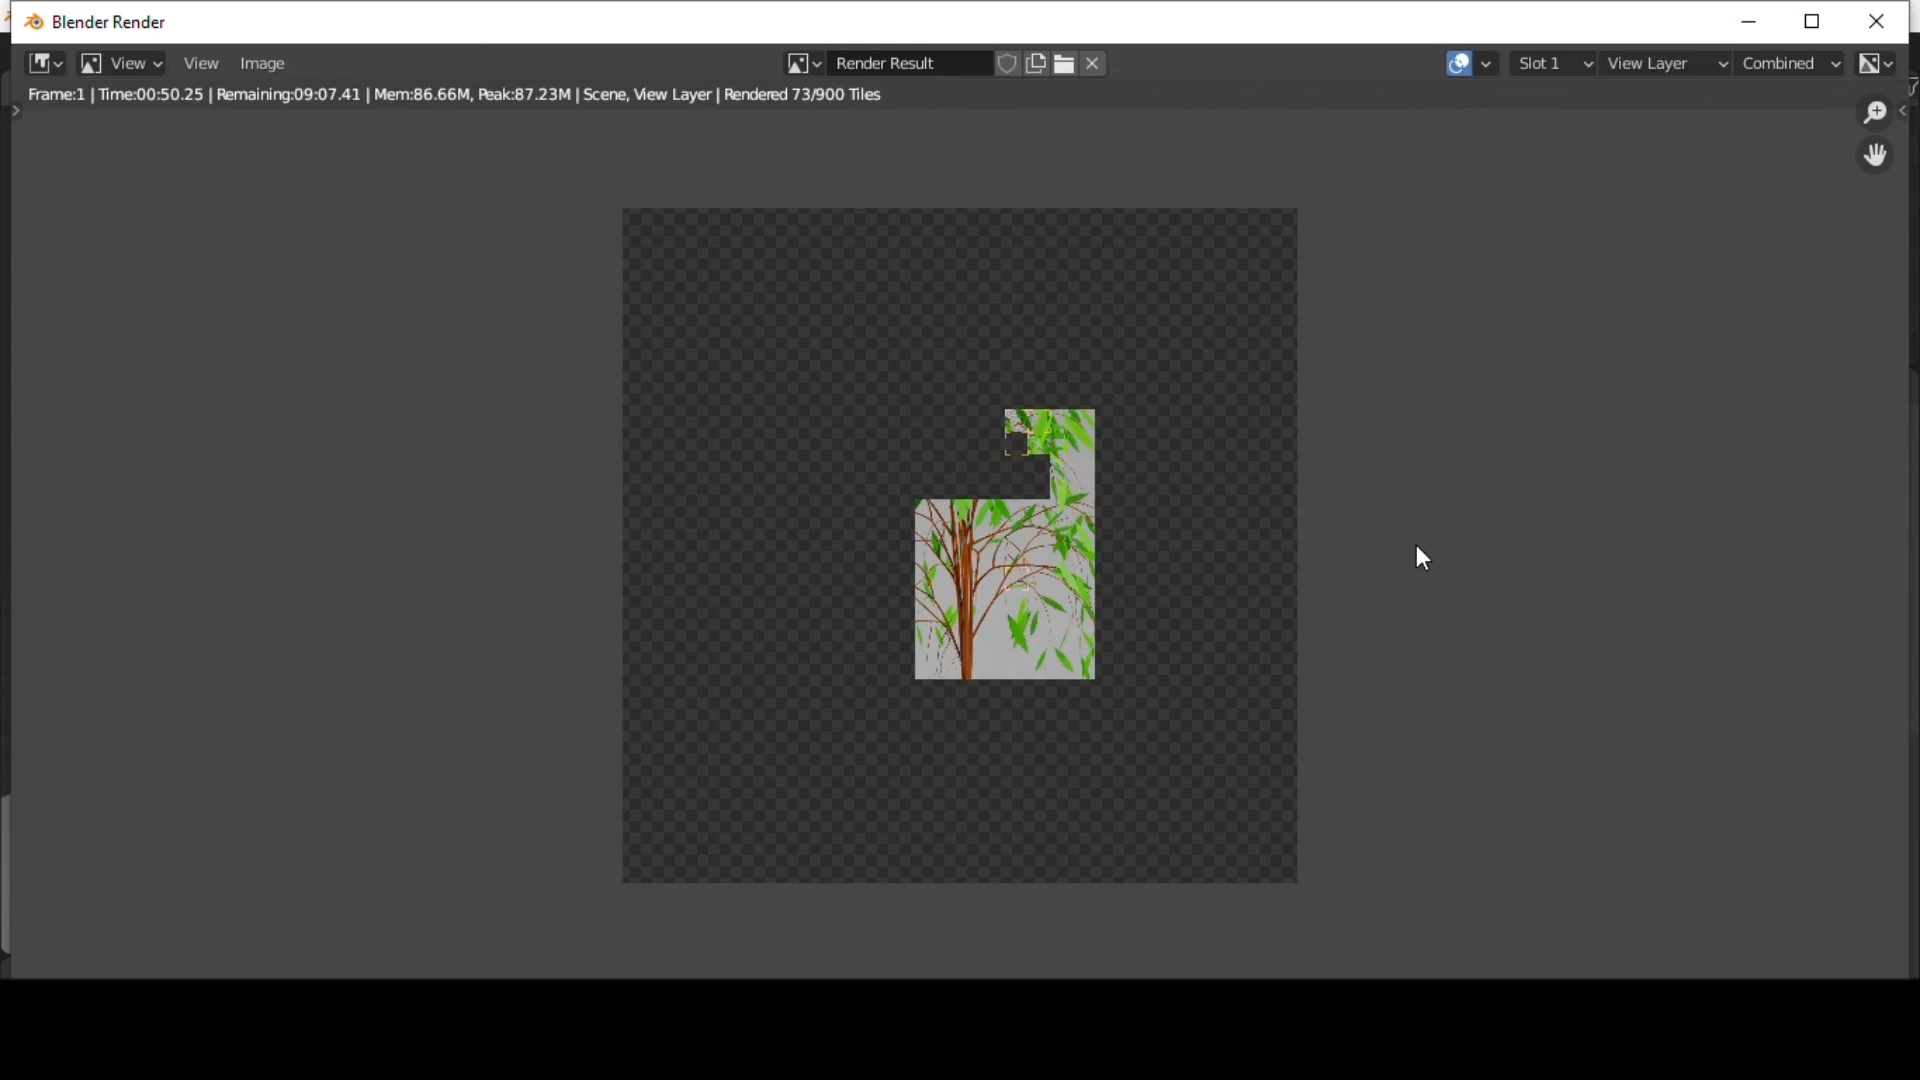 Blender Render
View View Image Render Result Slot 1 View Layer Combined
Frame:1 | Time:00:50.25 | Remaining:09:07.41 | Mem:86.66M, Peak:87.23M | Scene, View Layer | Rendered 73/900 Tiles